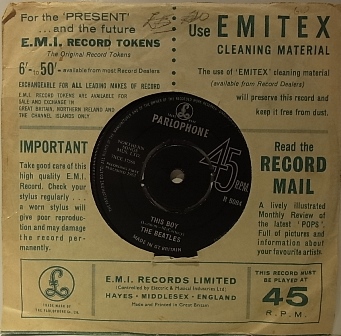 For the 'PRESENT'
...and the future
E.M.I. RECORD TOKENS
The Original Record Tokens
6/- to 50/- available from most Record Dealers
EXCHANGEABLE FOR ALL LEADING MAKES OF RECORD
E.M.I. RECORD TOKENS ARE AVAILABLE FOR
SALE AND EXCHANGE IN
GREAT BRITAIN, NORTHERN IRELAND AND
THE CHANNEL ISLANDS ONLY
Use EMITEX
CLEANING MATERIAL
The use of 'EMITEX' cleaning material
(available from Record Dealers)
will preserve this record and
keep it free from dust.
IMPORTANT
Take good care of this
high quality E.M.I.
Record. Check your
stylus regularly . . .
a worn stylus will
give poor reproduc-
tion and may damage
the record per-
manently.
PARLOPHONE
45 RPM
R 5084
THIS BOY
THE BEATLES
MADE IN GT. BRITAIN
Read the
RECORD
MAIL
A lively illustrated
Monthly Review of
the latest 'POPS'.
Full of pictures and
information about
your favourite artists.
TRADE MARK OF
THE PARLOPHONE CO. LTD.
E.M.I. RECORDS LIMITED
(Controlled by Electric & Musical Industries Ltd.)
HAYES · MIDDLESEX · ENGLAND
Made and Printed in Great Britain
THIS RECORD MUST
BE PLAYED AT
45
R.P.M.